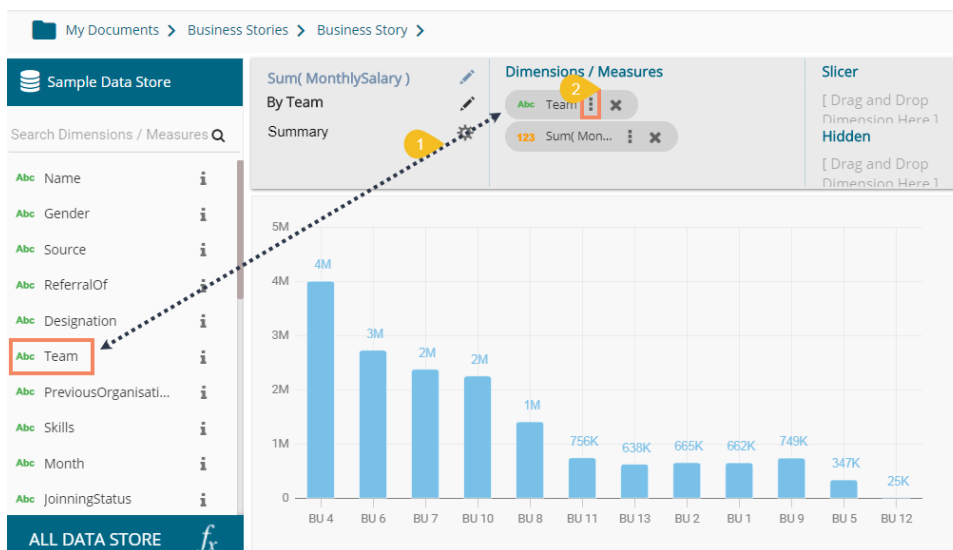 My Documents > Business Stories > Business Story >
Sample Data Store
Search Dimensions / Measures
Abc Name i
Abc Gender i
Abc Source i
Abc ReferralOf i
Abc Designation i
Abc Team i
Abc PreviousOrganisati... i
Abc Skills i
Abc Month i
Abc JoinningStatus i
ALL DATA STORE fx
Sum( MonthlySalary )
By Team
Summary
1
Dimensions / Measures
2
Abc Team
123 Sum( Mon...
Slicer
[ Drag and Drop
Dimension Here ]
Hidden
[ Drag and Drop
Dimension Here ]
5M
4M
3M
2M
1M
0
4M
3M
2M
2M
1M
756K
638K
665K
662K
749K
347K
25K
BU 4 BU 6 BU 7 BU 10 BU 8 BU 11 BU 13 BU 2 BU 1 BU 9 BU 5 BU 12